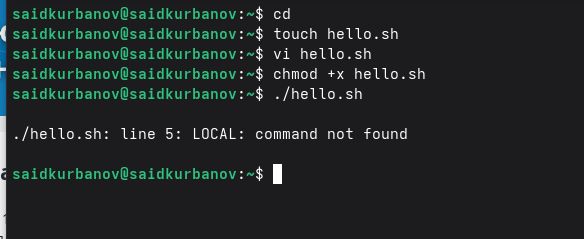 saidkurbanov@saidkurbanov:~$ cd
saidkurbanov@saidkurbanov:~$ touch hello.sh
saidkurbanov@saidkurbanov:~$ vi hello.sh
saidkurbanov@saidkurbanov:~$ chmod +x hello.sh
saidkurbanov@saidkurbanov:~$ ./hello.sh
./hello.sh: line 5: LOCAL: command not found
saidkurbanov@saidkurbanov:~$